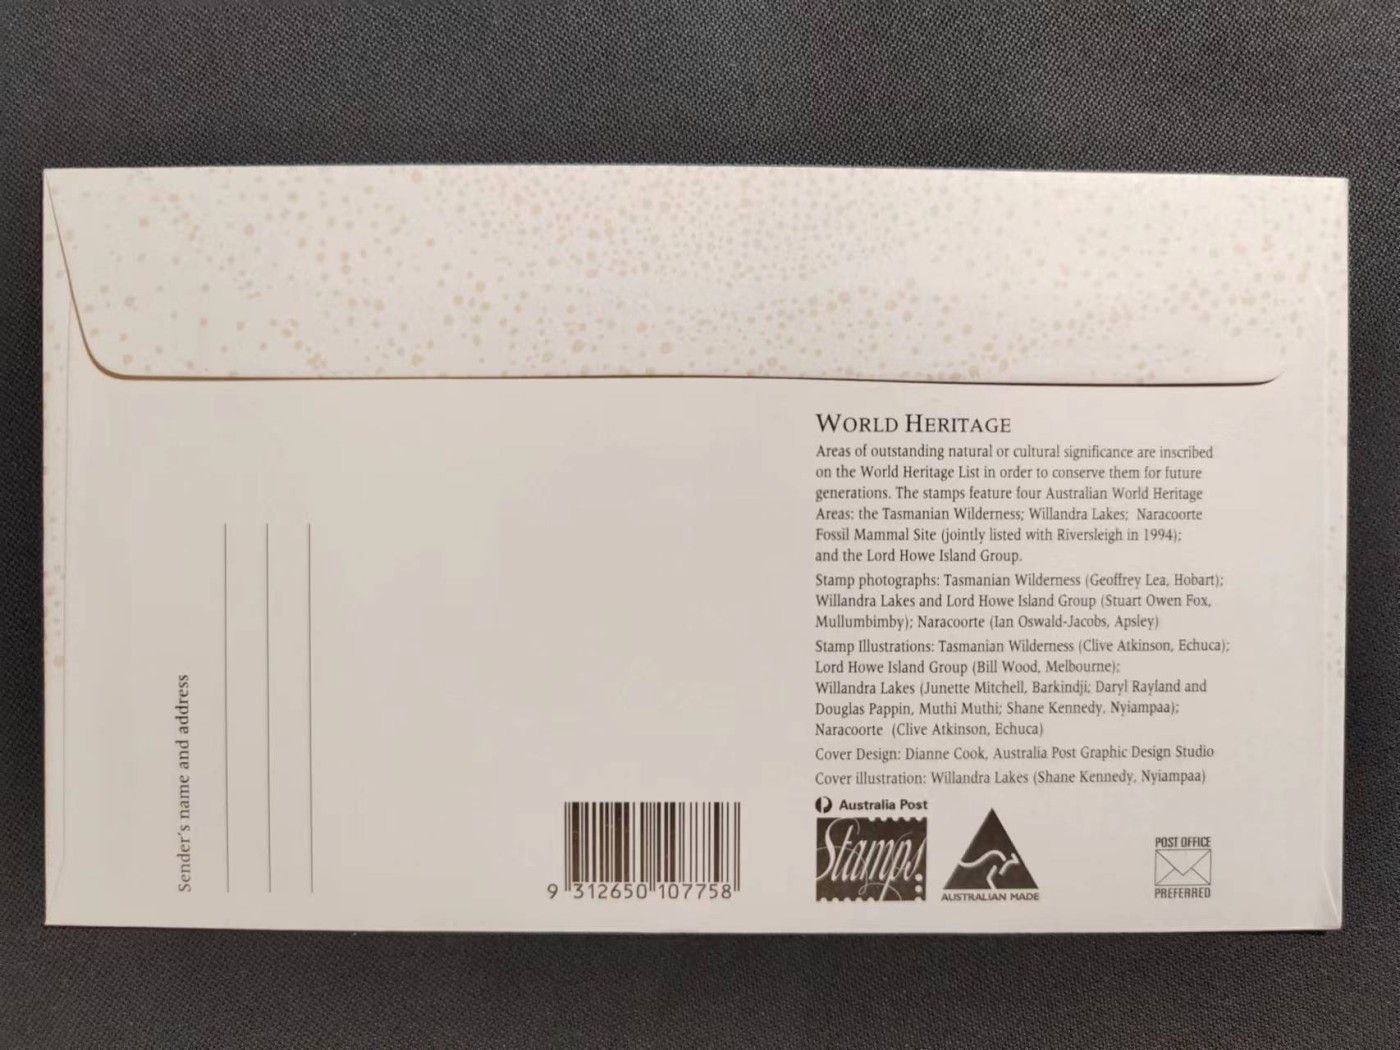 WORLD HERITAGE
Areas of outstanding natural or cultural significance are inscribed
on the World Heritage List in order to conserve them for future
generations. The stamps feature four Australian World Heritage
Areas: the Tasmanian Wilderness; Willandra Lakes; Naracoorte
Fossil Mammal Site (jointly listed with Riversleigh in 1994);
and the Lord Howe Island Group.
Stamp photographs: Tasmanian Wilderness (Geoffrey Lea, Hobart);
Willandra Lakes and Lord Howe Island Group (Stuart Owen Fox,
Mullumbimby); Naracoorte (Ian Oswald-Jacobs, Apsley)
Stamp Illustrations: Tasmanian Wilderness (Clive Atkinson, Echuca);
Lord Howe Island Group (Bill Wood, Melbourne);
Willandra Lakes (Junette Mitchell, Barkindji; Daryl Rayland and
Douglas Pappin, Muthi Muthi; Shane Kennedy, Nyiampaa);
Naracoorte (Clive Atkinson, Echuca)
Cover Design: Dianne Cook, Australia Post Graphic Design Studio
Cover illustration: Willandra Lakes (Shane Kennedy, Nyiampaa)
Sender's name and address
9 312650 107758
Australia Post
Stamps!
AUSTRALIAN MADE
POST OFFICE
PREFERRED